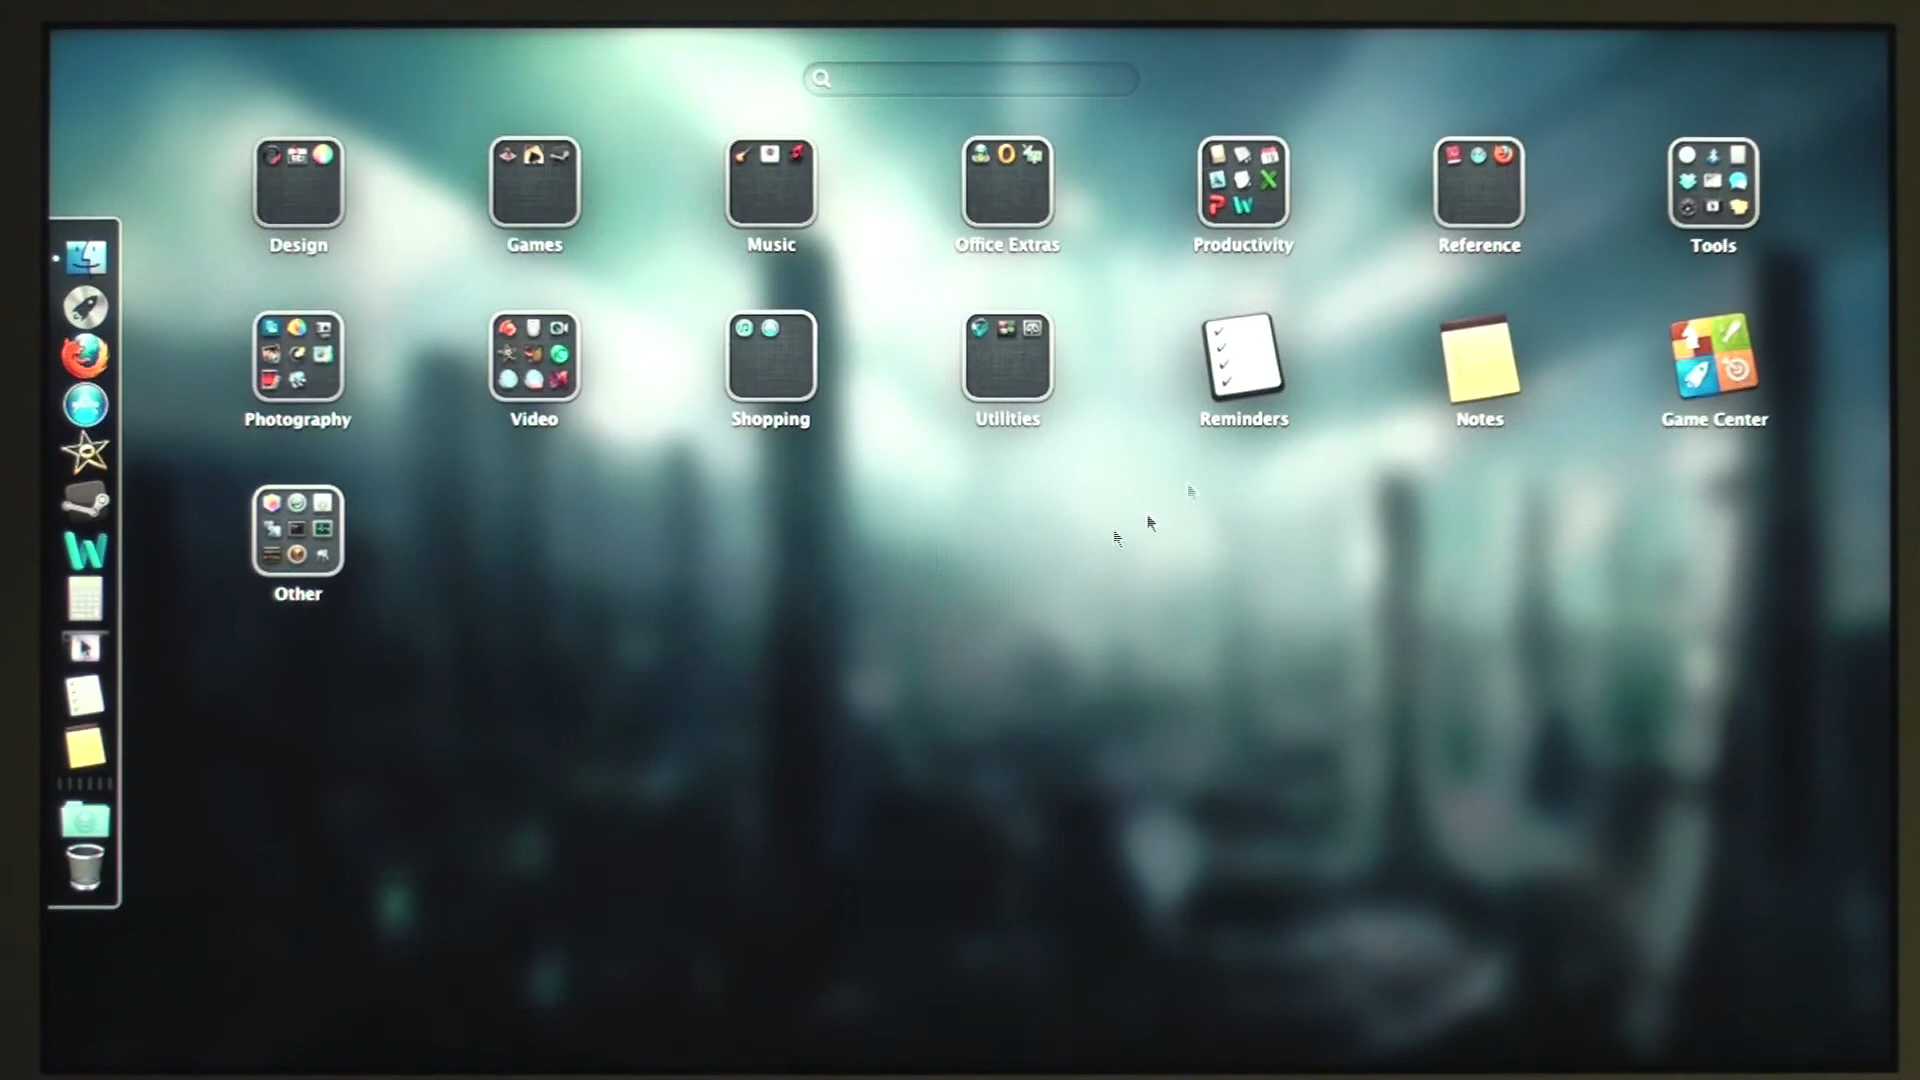 Design
Games
Music
Office Extras
Productivity
Reference
Tools
Photography
Video
Shopping
Utilities
Reminders
Notes
Game Center
Other